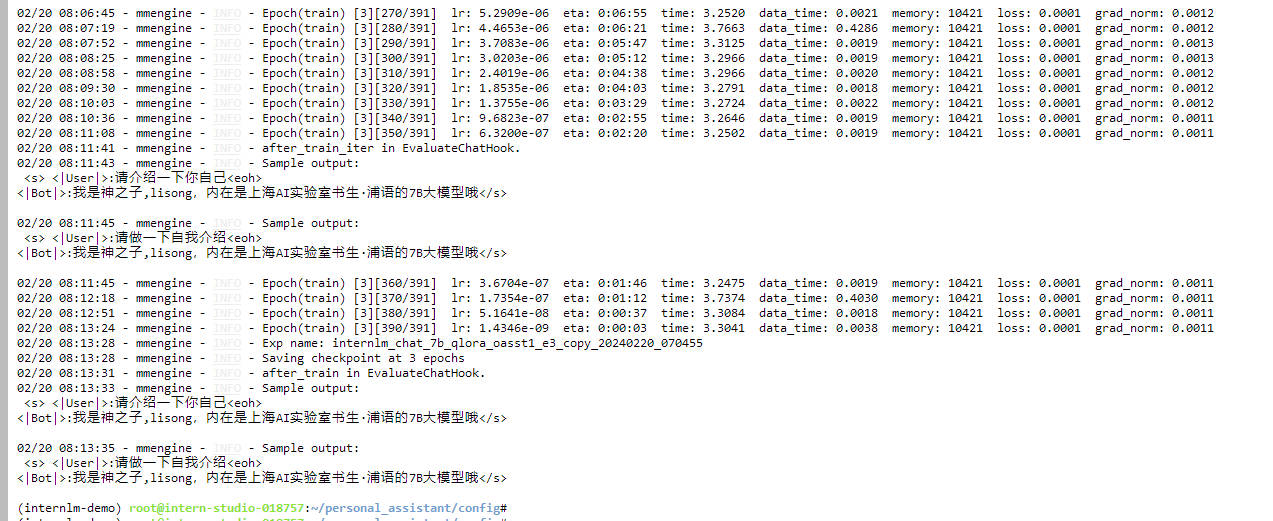 02/20 08:06:45 - mmengine - INFO - Epoch(train) [3][270/391] lr: 5.2909e-06 eta: 0:06:55 time: 3.2520 data_time: 0.0021 memory: 10421 loss: 0.0001 grad_norm: 0.0012
02/20 08:07:19 - mmengine - INFO - Epoch(train) [3][280/391] lr: 4.4653e-06 eta: 0:06:21 time: 3.7663 data_time: 0.4286 memory: 10421 loss: 0.0001 grad_norm: 0.0012
02/20 08:07:52 - mmengine - INFO - Epoch(train) [3][290/391] lr: 3.7083e-06 eta: 0:05:47 time: 3.3125 data_time: 0.0019 memory: 10421 loss: 0.0001 grad_norm: 0.0013
02/20 08:08:25 - mmengine - INFO - Epoch(train) [3][300/391] lr: 3.0203e-06 eta: 0:05:12 time: 3.2966 data_time: 0.0019 memory: 10421 loss: 0.0001 grad_norm: 0.0013
02/20 08:08:58 - mmengine - INFO - Epoch(train) [3][310/391] lr: 2.4019e-06 eta: 0:04:38 time: 3.2966 data_time: 0.0020 memory: 10421 loss: 0.0001 grad_norm: 0.0012
02/20 08:09:30 - mmengine - INFO - Epoch(train) [3][320/391] lr: 1.8536e-06 eta: 0:04:03 time: 3.2791 data_time: 0.0018 memory: 10421 loss: 0.0001 grad_norm: 0.0012
02/20 08:10:03 - mmengine - INFO - Epoch(train) [3][330/391] lr: 1.3755e-06 eta: 0:03:29 time: 3.2724 data_time: 0.0022 memory: 10421 loss: 0.0001 grad_norm: 0.0012
02/20 08:10:36 - mmengine - INFO - Epoch(train) [3][340/391] lr: 9.6823e-07 eta: 0:02:55 time: 3.2646 data_time: 0.0019 memory: 10421 loss: 0.0001 grad_norm: 0.0011
02/20 08:11:08 - mmengine - INFO - Epoch(train) [3][350/391] lr: 6.3200e-07 eta: 0:02:20 time: 3.2502 data_time: 0.0019 memory: 10421 loss: 0.0001 grad_norm: 0.0011
02/20 08:11:41 - mmengine - INFO - after_train_iter in EvaluateChatHook.
02/20 08:11:43 - mmengine - INFO - Sample output:
<s> <|User|>:请介绍一下你自己<eoh>
<|Bot|>:我是神之子,lisong, 内在是上海AI实验室书生·浦语的7B大模型哦</s>
02/20 08:11:45 - mmengine - INFO - Sample output:
<s> <|User|>:请做一下自我介绍<eoh>
<|Bot|>:我是神之子,lisong, 内在是上海AI实验室书生·浦语的7B大模型哦</s>
02/20 08:11:45 - mmengine - INFO - Epoch(train) [3][360/391] lr: 3.6704e-07 eta: 0:01:46 time: 3.2475 data_time: 0.0019 memory: 10421 loss: 0.0001 grad_norm: 0.0011
02/20 08:12:18 - mmengine - INFO - Epoch(train) [3][370/391] lr: 1.7354e-07 eta: 0:01:12 time: 3.7374 data_time: 0.4030 memory: 10421 loss: 0.0001 grad_norm: 0.0011
02/20 08:12:51 - mmengine - INFO - Epoch(train) [3][380/391] lr: 5.1641e-08 eta: 0:00:37 time: 3.3084 data_time: 0.0018 memory: 10421 loss: 0.0001 grad_norm: 0.0011
02/20 08:13:24 - mmengine - INFO - Epoch(train) [3][390/391] lr: 1.4346e-09 eta: 0:00:03 time: 3.3041 data_time: 0.0038 memory: 10421 loss: 0.0001 grad_norm: 0.0011
02/20 08:13:28 - mmengine - INFO - Exp name: internlm_chat_7b_qlora_oasst1_e3_copy_20240220_070455
02/20 08:13:28 - mmengine - INFO - Saving checkpoint at 3 epochs
02/20 08:13:31 - mmengine - INFO - after_train in EvaluateChatHook.
02/20 08:13:33 - mmengine - INFO - Sample output:
<s> <|User|>:请介绍一下你自己<eoh>
<|Bot|>:我是神之子,lisong, 内在是上海AI实验室书生·浦语的7B大模型哦</s>
02/20 08:13:35 - mmengine - INFO - Sample output:
<s> <|User|>:请做一下自我介绍<eoh>
<|Bot|>:我是神之子,lisong, 内在是上海AI实验室书生·浦语的7B大模型哦</s>
(internlm-demo) root@intern-studio-018757:~/personal_assistant/config#